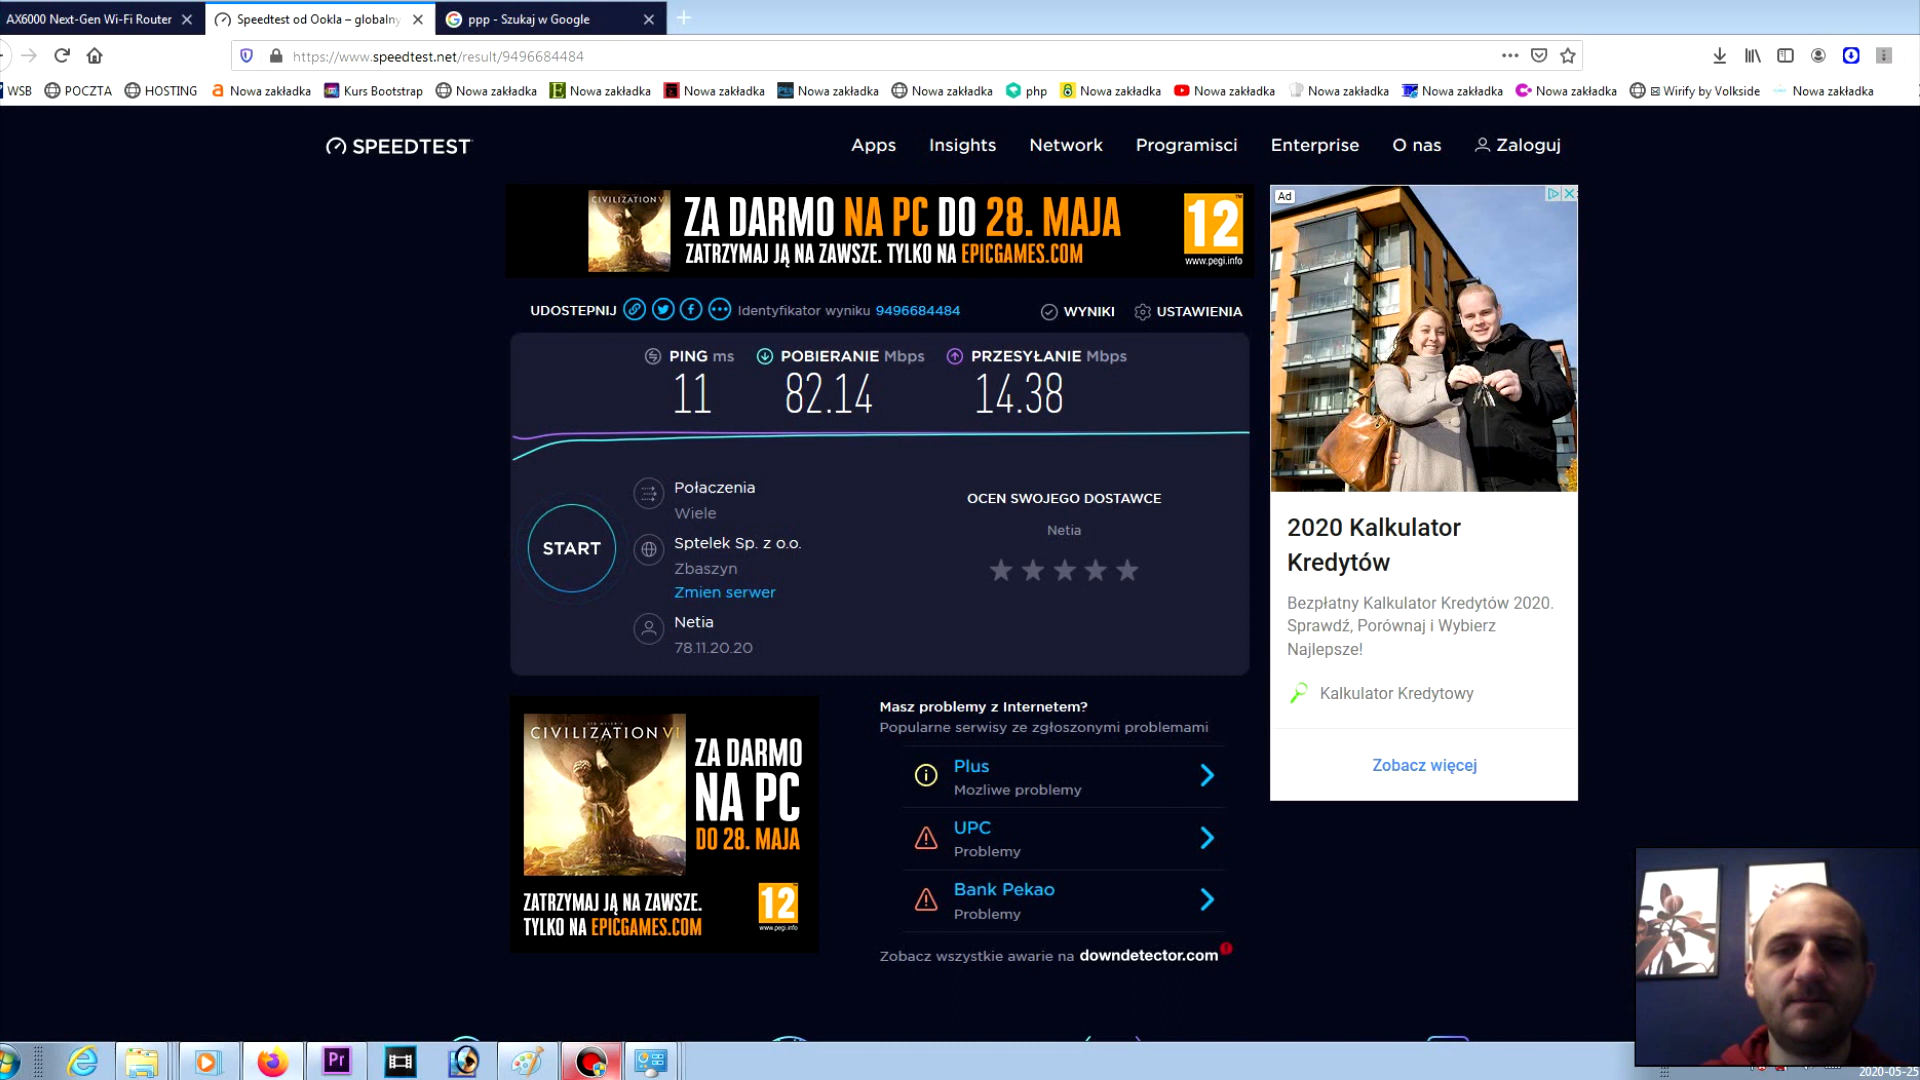 AX6000 Next-Gen Wi-Fi Router
Speedtest od Ookla – globalny
ppp - Szukaj w Google
https://www.speedtest.net/result/9496684484
WSB
POCZTA
HOSTING
Nowa zakładka
Kurs Bootstrap
Nowa zakładka
Nowa zakładka
Nowa zakładka
Nowa zakładka
Nowa zakładka
php
Nowa zakładka
Nowa zakładka
Nowa zakładka
Nowa zakładka
Nowa zakładka
Wirify by Volkside
Nowa zakładka
SPEEDTEST
Apps
Insights
Network
Programisci
Enterprise
O nas
Zaloguj
CIVILIZATION VI
ZA DARMO NA PC DO 28. MAJA
ZATRZYMAJ JĄ NA ZAWSZE. TYLKO NA EPICGAMES.COM
12
www.pegi.info
Ad
UDOSTEPNIJ
Identyfikator wyniku 9496684484
WYNIKI
USTAWIENIA
PING ms
POBIERANIE Mbps
PRZESYŁANIE Mbps
11
82.14
14.38
START
Połaczenia
Wiele
Sptelek Sp. z o.o.
Zbaszyn
Zmien serwer
Netia
78.11.20.20
OCEN SWOJEGO DOSTAWCE
Netia
2020 Kalkulator
Kredytów
Bezpłatny Kalkulator Kredytów 2020.
Sprawdź, Porównaj i Wybierz
Najlepsze!
Kalkulator Kredytowy
Zobacz więcej
CIVILIZATION VI
ZA DARMO
NA PC
DO 28. MAJA
ZATRZYMAJ JĄ NA ZAWSZE.
TYLKO NA EPICGAMES.COM
12
www.pegi.info
Masz problemy z Internetem?
Popularne serwisy ze zgłoszonymi problemami
Plus
Mozliwe problemy
UPC
Problemy
Bank Pekao
Problemy
Zobacz wszystkie awarie na downdetector.com
Pr
2020-05-25